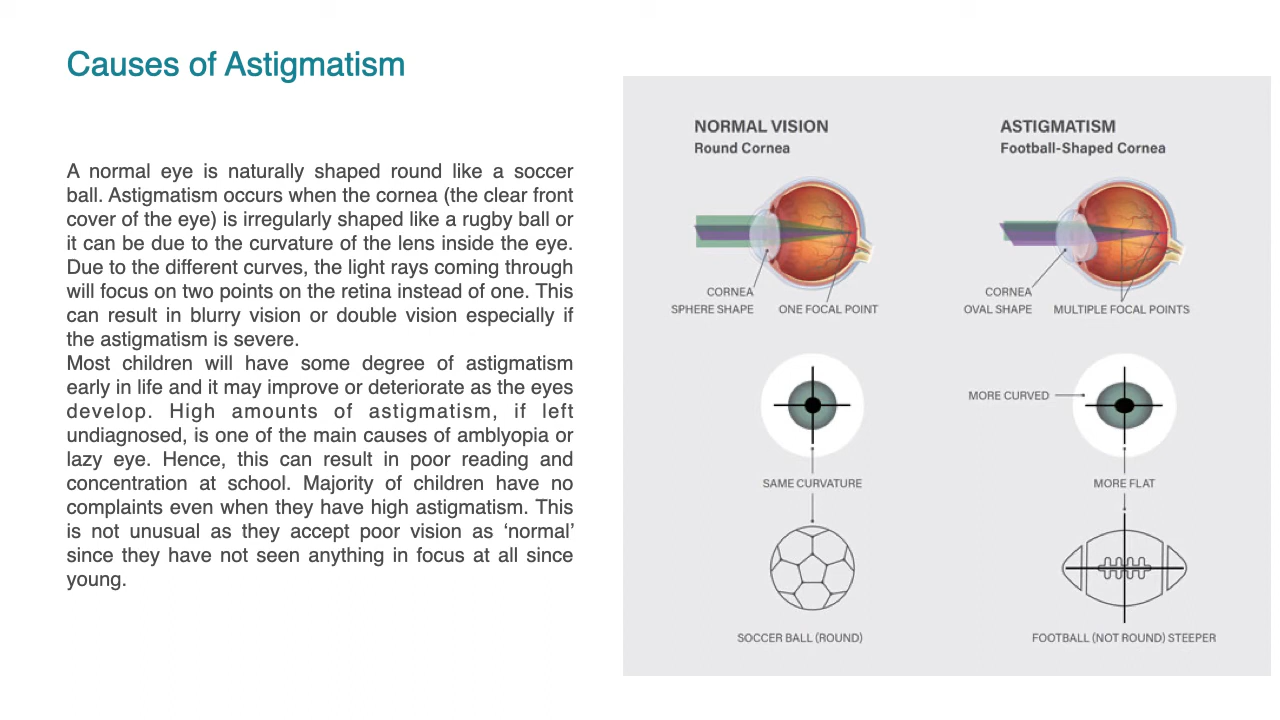 Causes of Astigmatism
A normal eye is naturally shaped round like a soccer
ball. Astigmatism occurs when the cornea (the clear front
cover of the eye) is irregularly shaped like a rugby ball or
it can be due to the curvature of the lens inside the eye.
Due to the different curves, the light rays coming through
will focus on two points on the retina instead of one. This
can result in blurry vision or double vision especially if
the astigmatism is severe.
Most children will have some degree of astigmatism
early in life and it may improve or deteriorate as the eyes
develop. High amounts of astigmatism, if left
undiagnosed, is one of the main causes of amblyopia or
lazy eye. Hence, this can result in poor reading and
concentration at school. Majority of children have no
complaints even when they have high astigmatism. This
is not unusual as they accept poor vision as ‘normal’
since they have not seen anything in focus at all since
young.
NORMAL VISION
Round Cornea
CORNEA
SPHERE SHAPE
ONE FOCAL POINT
SAME CURVATURE
SOCCER BALL (ROUND)
ASTIGMATISM
Football-Shaped Cornea
CORNEA
OVAL SHAPE
MULTIPLE FOCAL POINTS
MORE CURVED
MORE FLAT
FOOTBALL (NOT ROUND) STEEPER